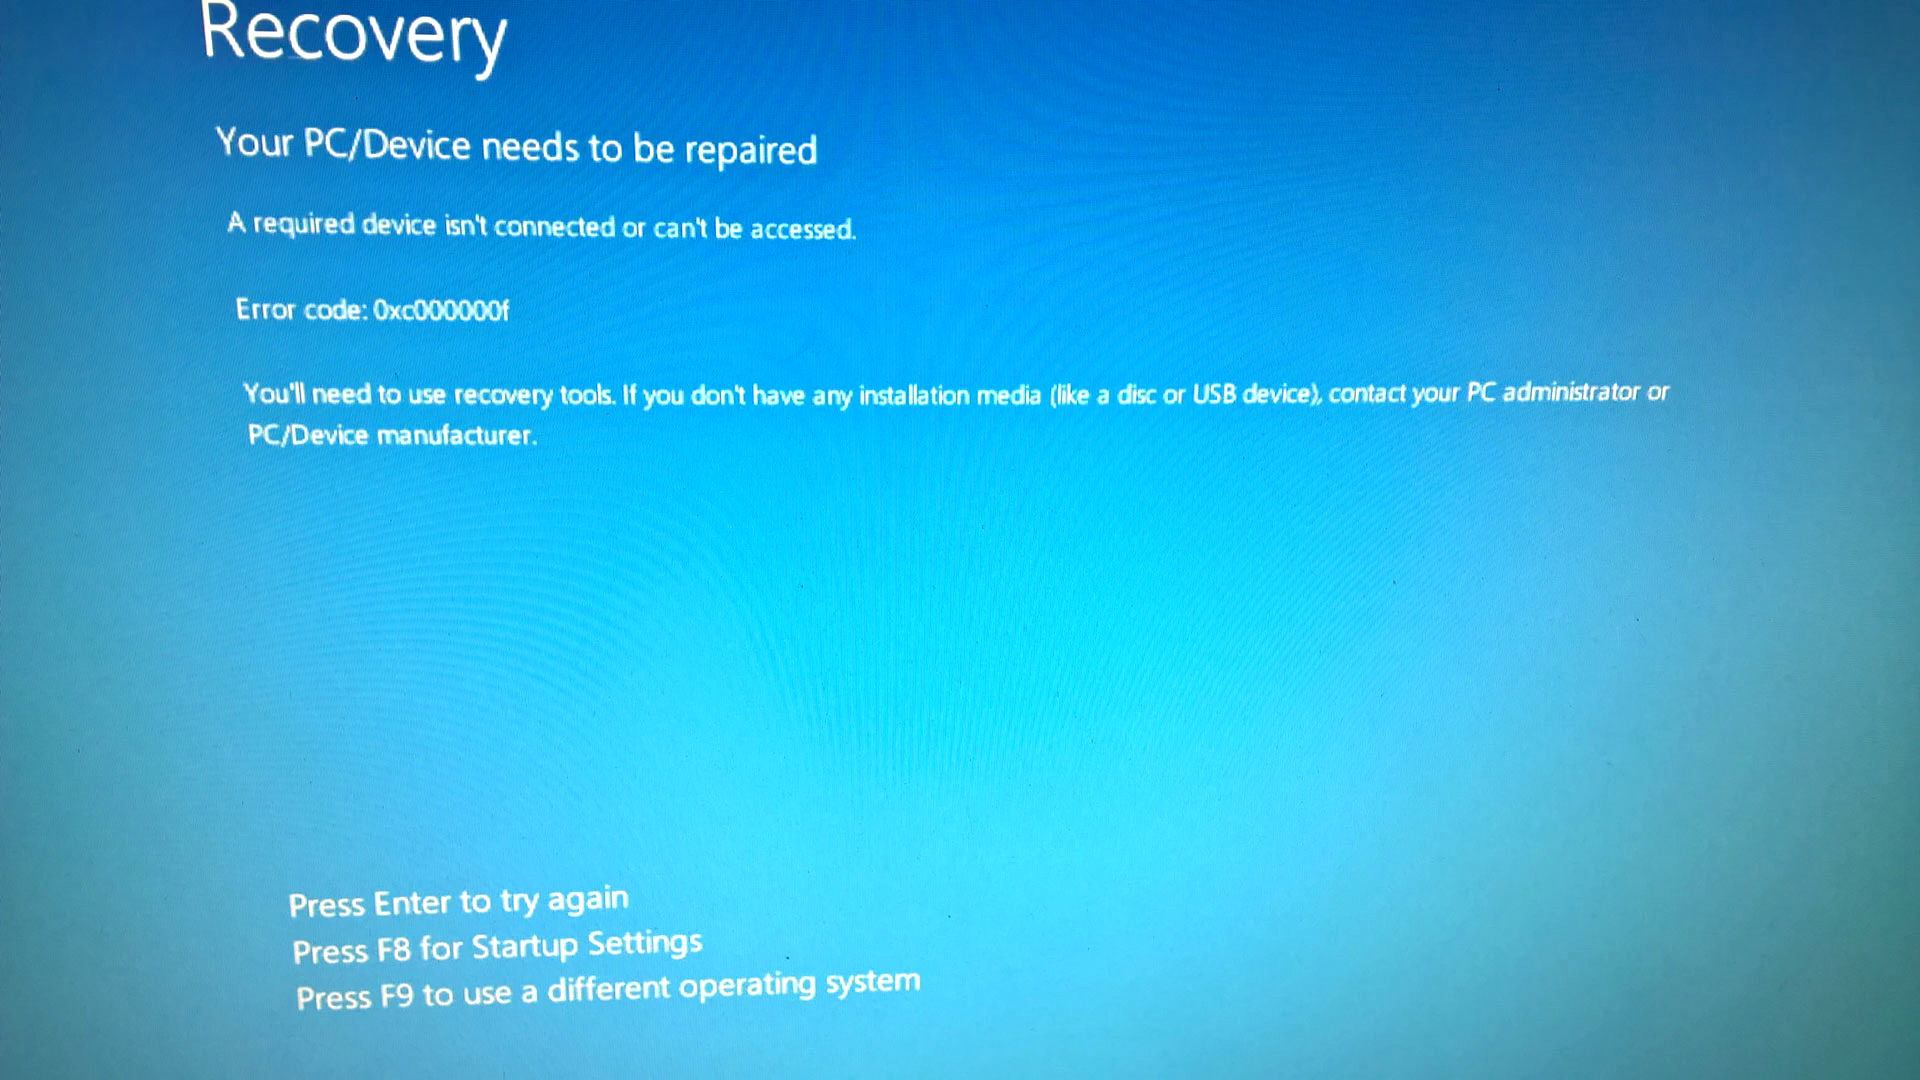 Recovery
Your PC/Device needs to be repaired
A required device isn't connected or can't be accessed.
Error code: 0xc000000f
You'll need to use recovery tools. If you don't have any installation media (like a disc or USB device), contact your PC administrator or
PC/Device manufacturer.
Press Enter to try again
Press F8 for Startup Settings
Press F9 to use a different operating system